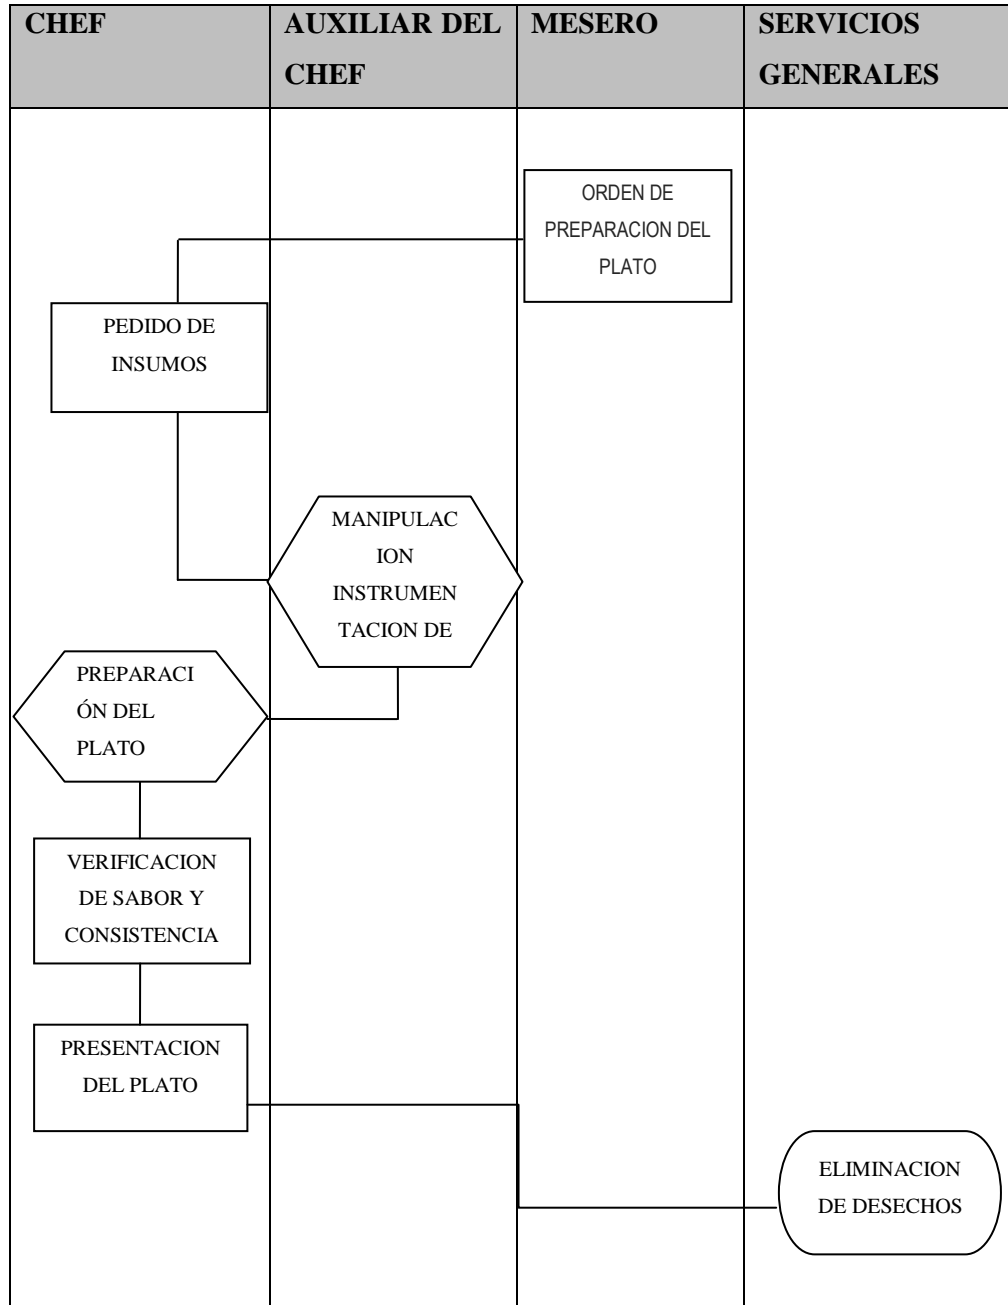 CHEF
AUXILIAR DEL
CHEF
MESERO
SERVICIOS
GENERALES
ORDEN DE
PREPARACION DEL
PLATO
PEDIDO DE
INSUMOS
MANIPULAC
ION
INSTRUMEN
TACION DE
PREPARACI
ÓN DEL
PLATO
VERIFICACION
DE SABOR Y
CONSISTENCIA
PRESENTACION
DEL PLATO
ELIMINACION
DE DESECHOS